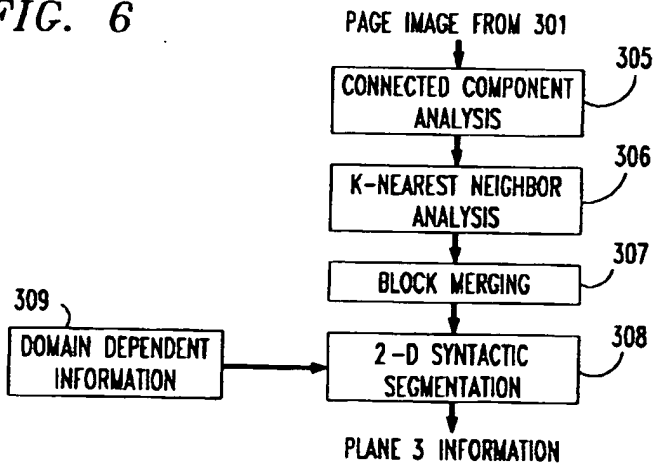 FIG. 6
PAGE IMAGE FROM 301
305
CONNECTED COMPONENT
ANALYSIS
306
K-NEAREST NEIGHBOR
ANALYSIS
307
BLOCK MERGING
309
308
DOMAIN DEPENDENT
INFORMATION
2-D SYNTACTIC
SEGMENTATION
PLANE 3 INFORMATION